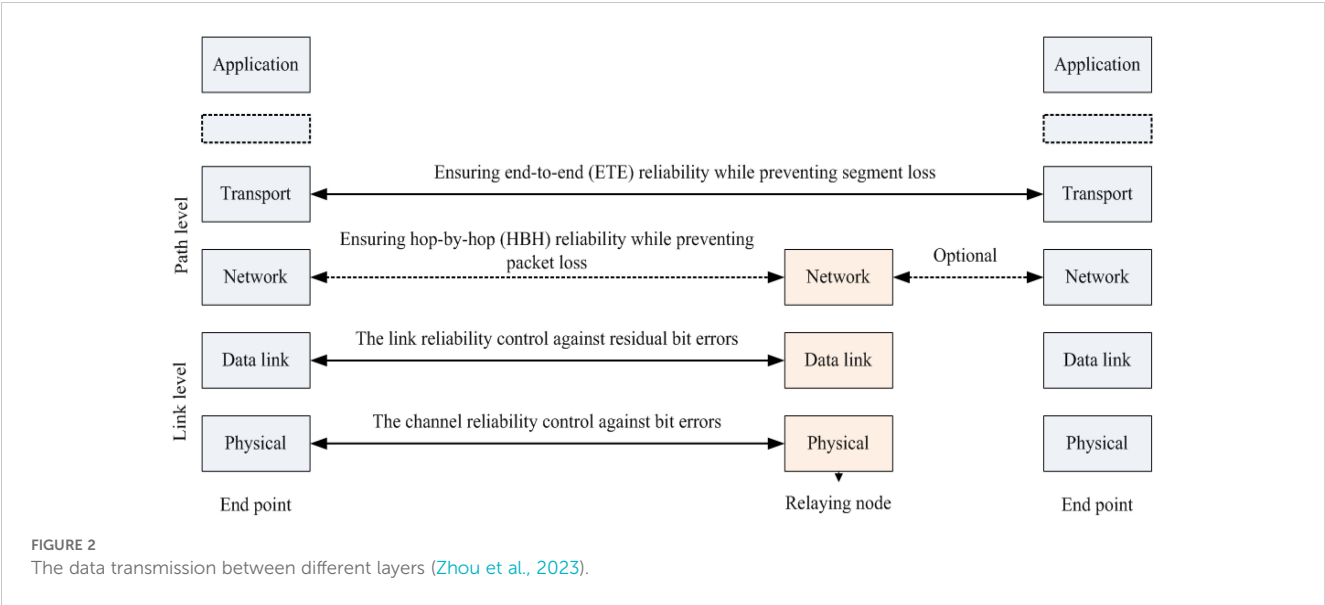 Application
Application
Ensuring end-to-end (ETE) reliability while preventing segment loss
Transport
Transport
Path level
Ensuring hop-by-hop (HBH) reliability while preventing
packet loss
Optional
Network
Network
Network
The link reliability control against residual bit errors
Data link
Data link
Data link
Link level
The channel reliability control against bit errors
Physical
Physical
Physical
End point
Relaying node
End point
FIGURE 2
The data transmission between different layers (Zhou et al., 2023).